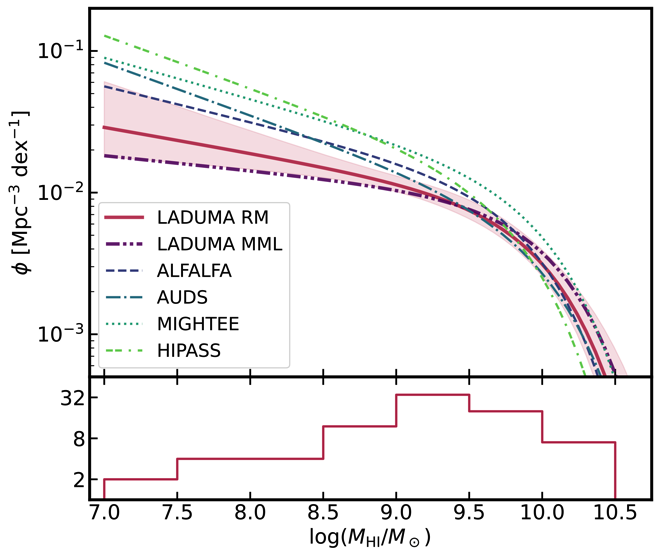 10⁻¹
10⁻²
10⁻³
ϕ [Mpc⁻³ dex⁻¹]
LADUMA RM
LADUMA MML
ALFALFA
AUDS
MIGHTEE
HIPASS
32
8
2
7.0 7.5 8.0 8.5 9.0 9.5 10.0 10.5
log(M_HI/M_⊙)